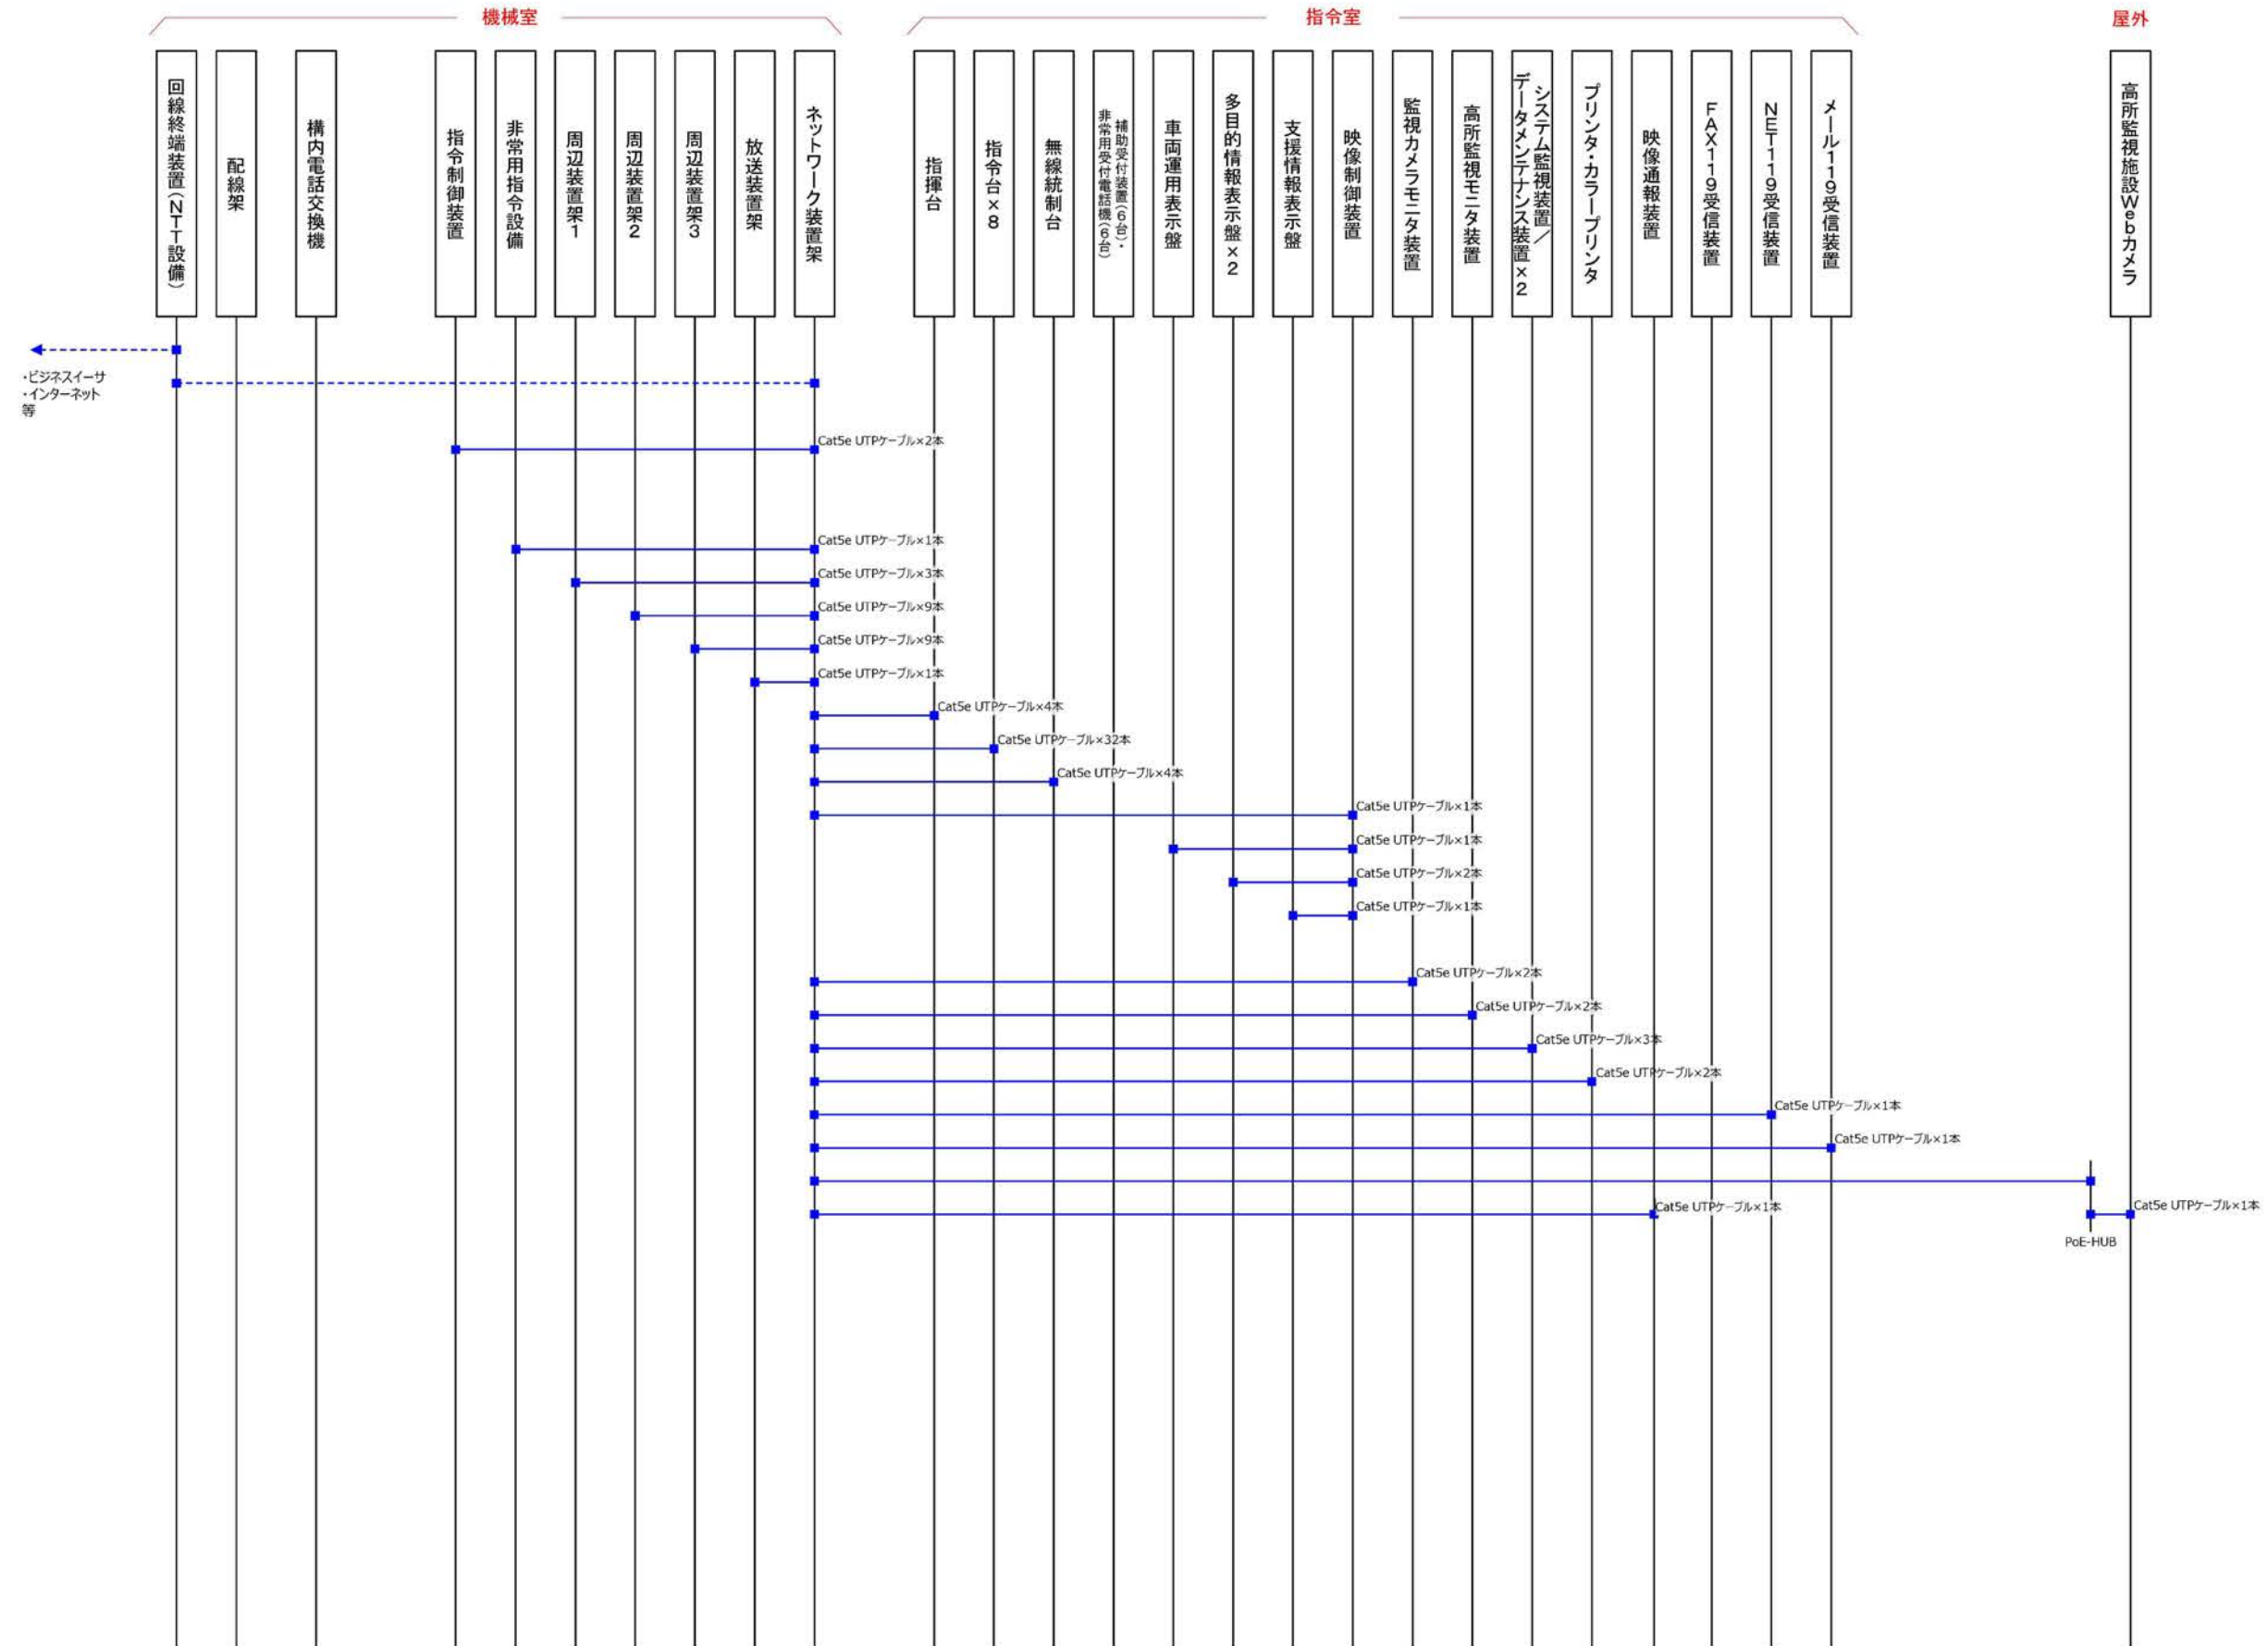 機械室
指令室
屋外
回線終端装置（NTT設備）
配線架
構内電話交換機
指令制御装置
非常用指令設備
周辺装置架1
周辺装置架2
周辺装置架3
放送装置架
ネットワーク装置架
指揮台
指令台×8
無線統制台
補助受付装置（6台）・
非常用受付電話機（6台）
車両運用表示盤
多目的情報表示盤×2
支援情報表示盤
映像制御装置
監視カメラモニタ装置
高所監視モニタ装置
システム監視装置／
データメンテナンス装置×2
プリンタ・カラープリンタ
映像通報装置
FAX119受信装置
NET119受信装置
メール119受信装置
高所監視施設Webカメラ
・ビジネスイーサ
・インターネット
等
Cat5e UTPケーブル×2本
Cat5e UTPケーブル×1本
Cat5e UTPケーブル×3本
Cat5e UTPケーブル×9本
Cat5e UTPケーブル×9本
Cat5e UTPケーブル×1本
Cat5e UTPケーブル×4本
Cat5e UTPケーブル×32本
Cat5e UTPケーブル×4本
Cat5e UTPケーブル×1本
Cat5e UTPケーブル×1本
Cat5e UTPケーブル×2本
Cat5e UTPケーブル×1本
Cat5e UTPケーブル×2本
Cat5e UTPケーブル×2本
Cat5e UTPケーブル×3本
Cat5e UTPケーブル×2本
Cat5e UTPケーブル×1本
Cat5e UTPケーブル×1本
Cat5e UTPケーブル×1本
Cat5e UTPケーブル×1本
PoE-HUB